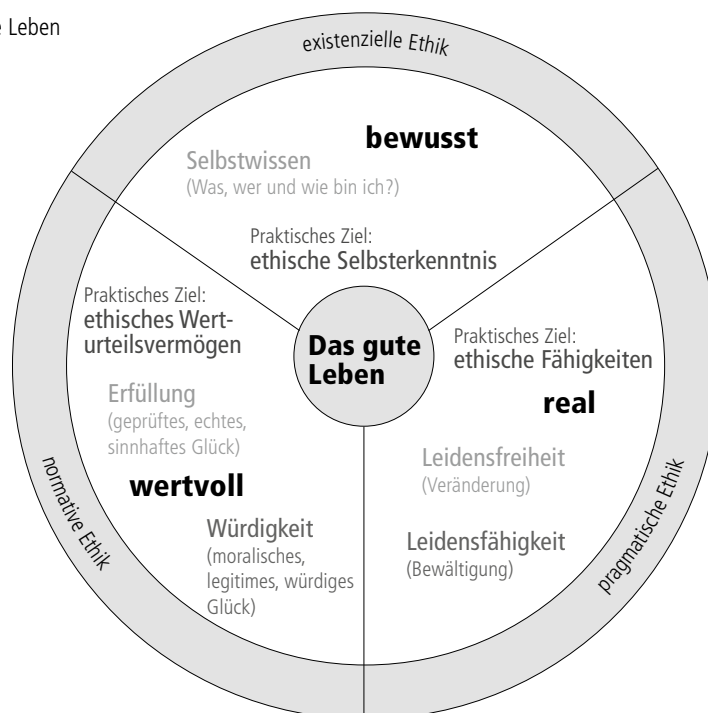 e Leben
existenzielle Ethik
bewusst
Selbstwissen
(Was, wer und wie bin ich?)
Praktisches Ziel:
ethische Selbsterkenntnis
Praktisches Ziel:
ethisches Wert-
urteilsvermögen
Erfüllung
(geprüftes, echtes,
sinnhaftes Glück)
wertvoll
Würdigkeit
(moralisches,
legitimes, würdiges
Glück)
normative Ethik
Das gute
Leben
Praktisches Ziel:
ethische Fähigkeiten
real
Leidensfreiheit
(Veränderung)
Leidensfähigkeit
(Bewältigung)
pragmatische Ethik